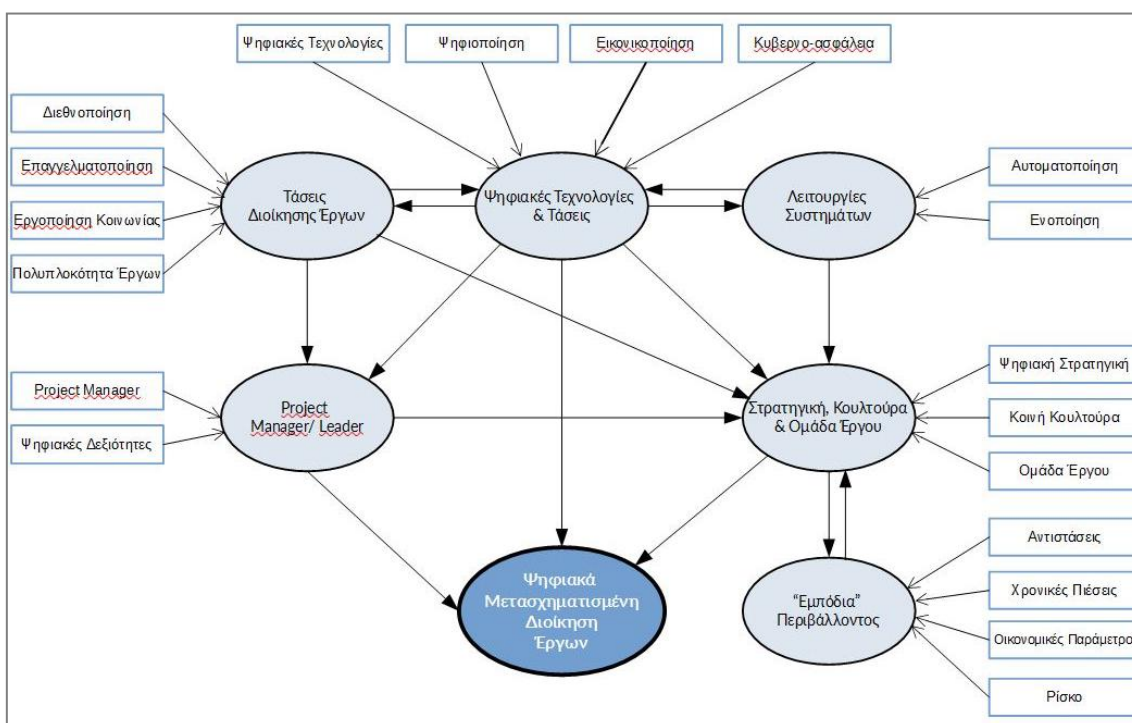 Ψηφιακές Τεχνολογίες
Ψηφιοποίηση
Εικονικοποίηση
Κυβερνο-ασφάλεια
Διεθνοποίηση
Επαγγελματοποίηση
Εργοποίηση Κοινωνίας
Πολυπλοκότητα Έργων
Τάσεις
Διοίκησης Έργων
Ψηφιακές Τεχνολογίες
& Τάσεις
Λειτουργίες
Συστημάτων
Αυτοματοποίηση
Ενοποίηση
Project Manager
Ψηφιακές Δεξιότητες
Project
Manager/ Leader
Στρατηγική, Κουλτούρα
& Ομάδα Έργου
Ψηφιακή Στρατηγική
Κοινή Κουλτούρα
Ομάδα Έργου
Ψηφιακά
Μετασχηματισμένη
Διοίκηση
Έργων
“Εμπόδια”
Περιβάλλοντος
Αντιστάσεις
Χρονικές Πιέσεις
Οικονομικές Παράμετρο
Ρίσκο